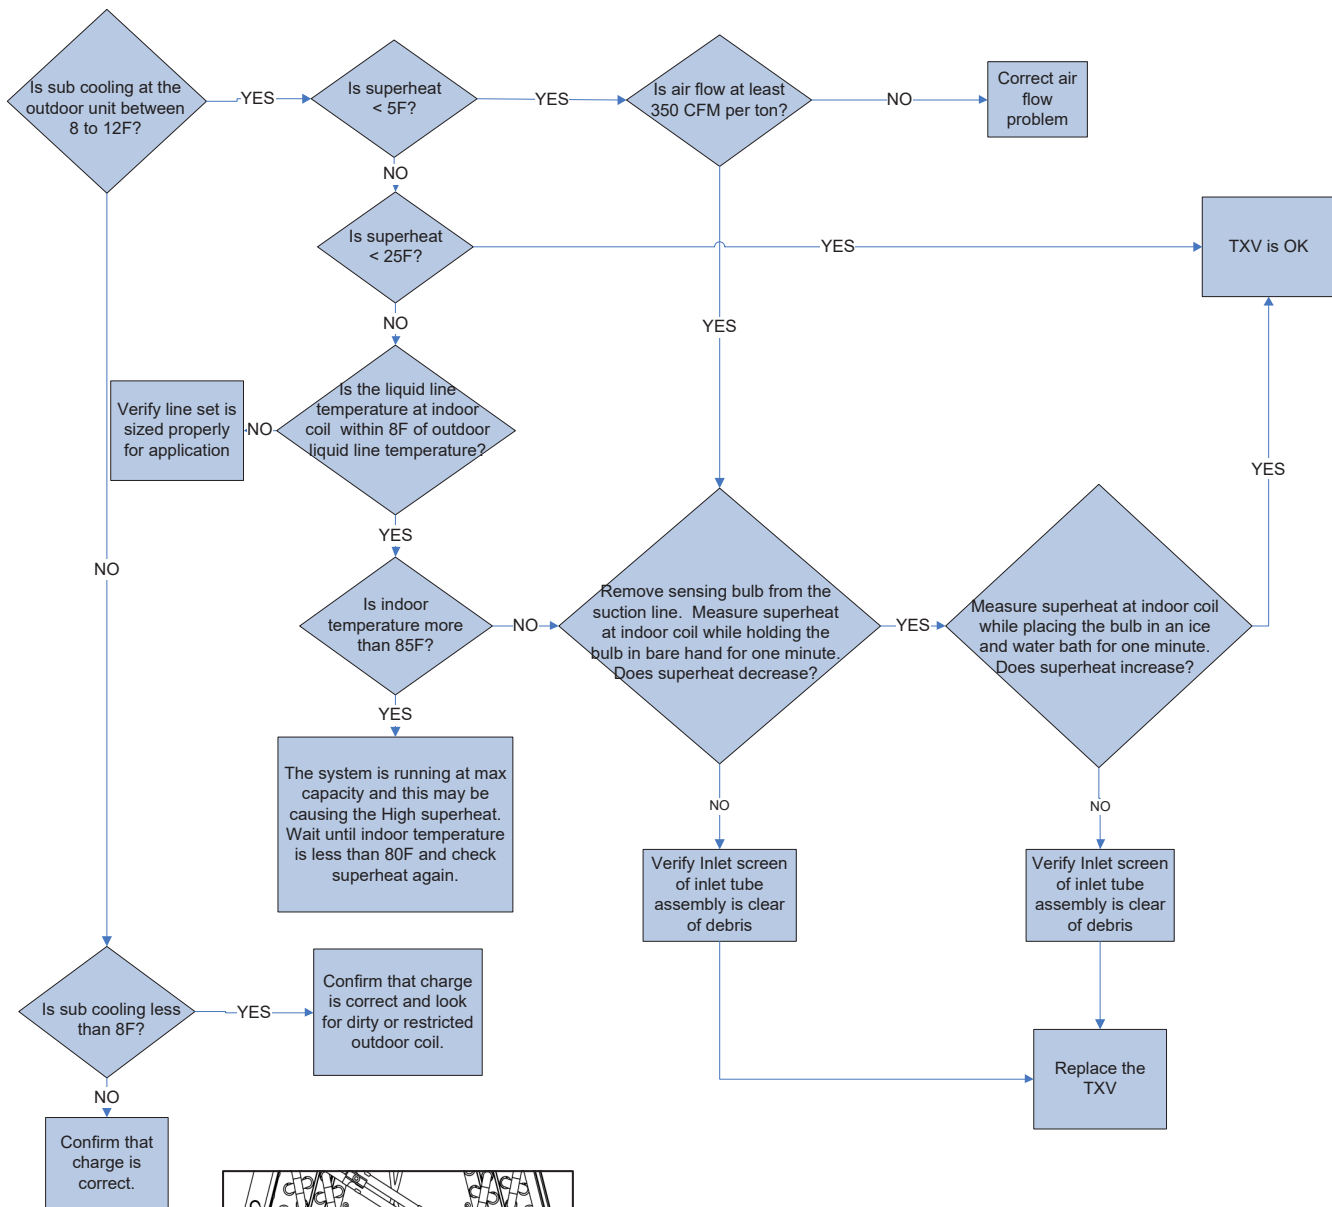 Is sub cooling at the
outdoor unit between
8 to 12F?
YES
Is superheat
< 5F?
YES
Is air flow at least
350 CFM per ton?
NO
Correct air
flow
problem
NO
Is superheat
< 25F?
YES
TXV is OK
NO
YES
Is the liquid line
temperature at indoor
coil within 8F of outdoor
liquid line temperature?
NO
Verify line set is
sized properly
for application
YES
YES
NO
Is indoor
temperature more
than 85F?
NO
Remove sensing bulb from the
suction line. Measure superheat
at indoor coil while holding the
bulb in bare hand for one minute.
Does superheat decrease?
YES
Measure superheat at indoor coil
while placing the bulb in an ice
and water bath for one minute.
Does superheat increase?
YES
The system is running at max
capacity and this may be
causing the High superheat.
Wait until indoor temperature
is less than 80F and check
superheat again.
NO
NO
Verify Inlet screen
of inlet tube
assembly is clear
of debris
Verify Inlet screen
of inlet tube
assembly is clear
of debris
Is sub cooling less
than 8F?
YES
Confirm that charge
is correct and look
for dirty or restricted
outdoor coil.
Replace the
TXV
NO
Confirm that
charge is
correct.